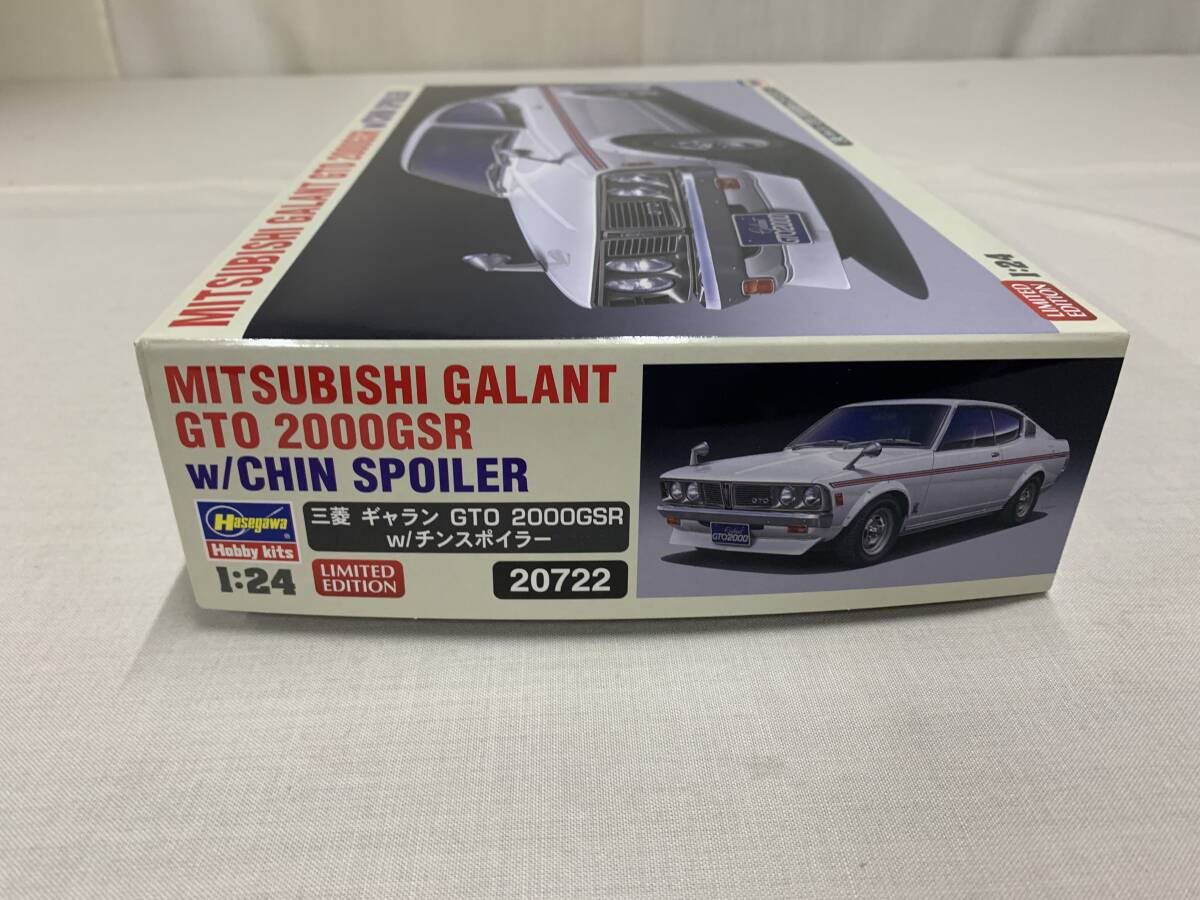 MITSUBISHI GALANT GTO 2000GSR
w/CHIN SPOILER
GTO2000
1:24
LIMITED
EDITION
MITSUBISHI GALANT
GTO 2000GSR
w/CHIN SPOILER
Hasegawa
Hobby kits
三菱 ギャラン GTO 2000GSR
w/チンスポイラー
1:24
LIMITED
EDITION
20722
GTO
GTO2000